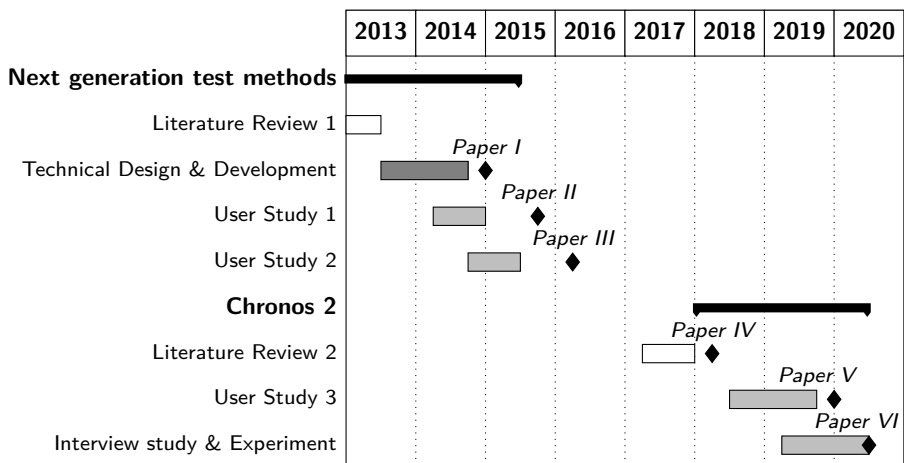 2013 2014 2015 2016 2017 2018 2019 2020
Next generation test methods
Literature Review 1
Paper I
Technical Design & Development
Paper II
User Study 1
Paper III
User Study 2
Chronos 2
Paper IV
Literature Review 2
Paper V
User Study 3
Paper VI
Interview study & Experiment